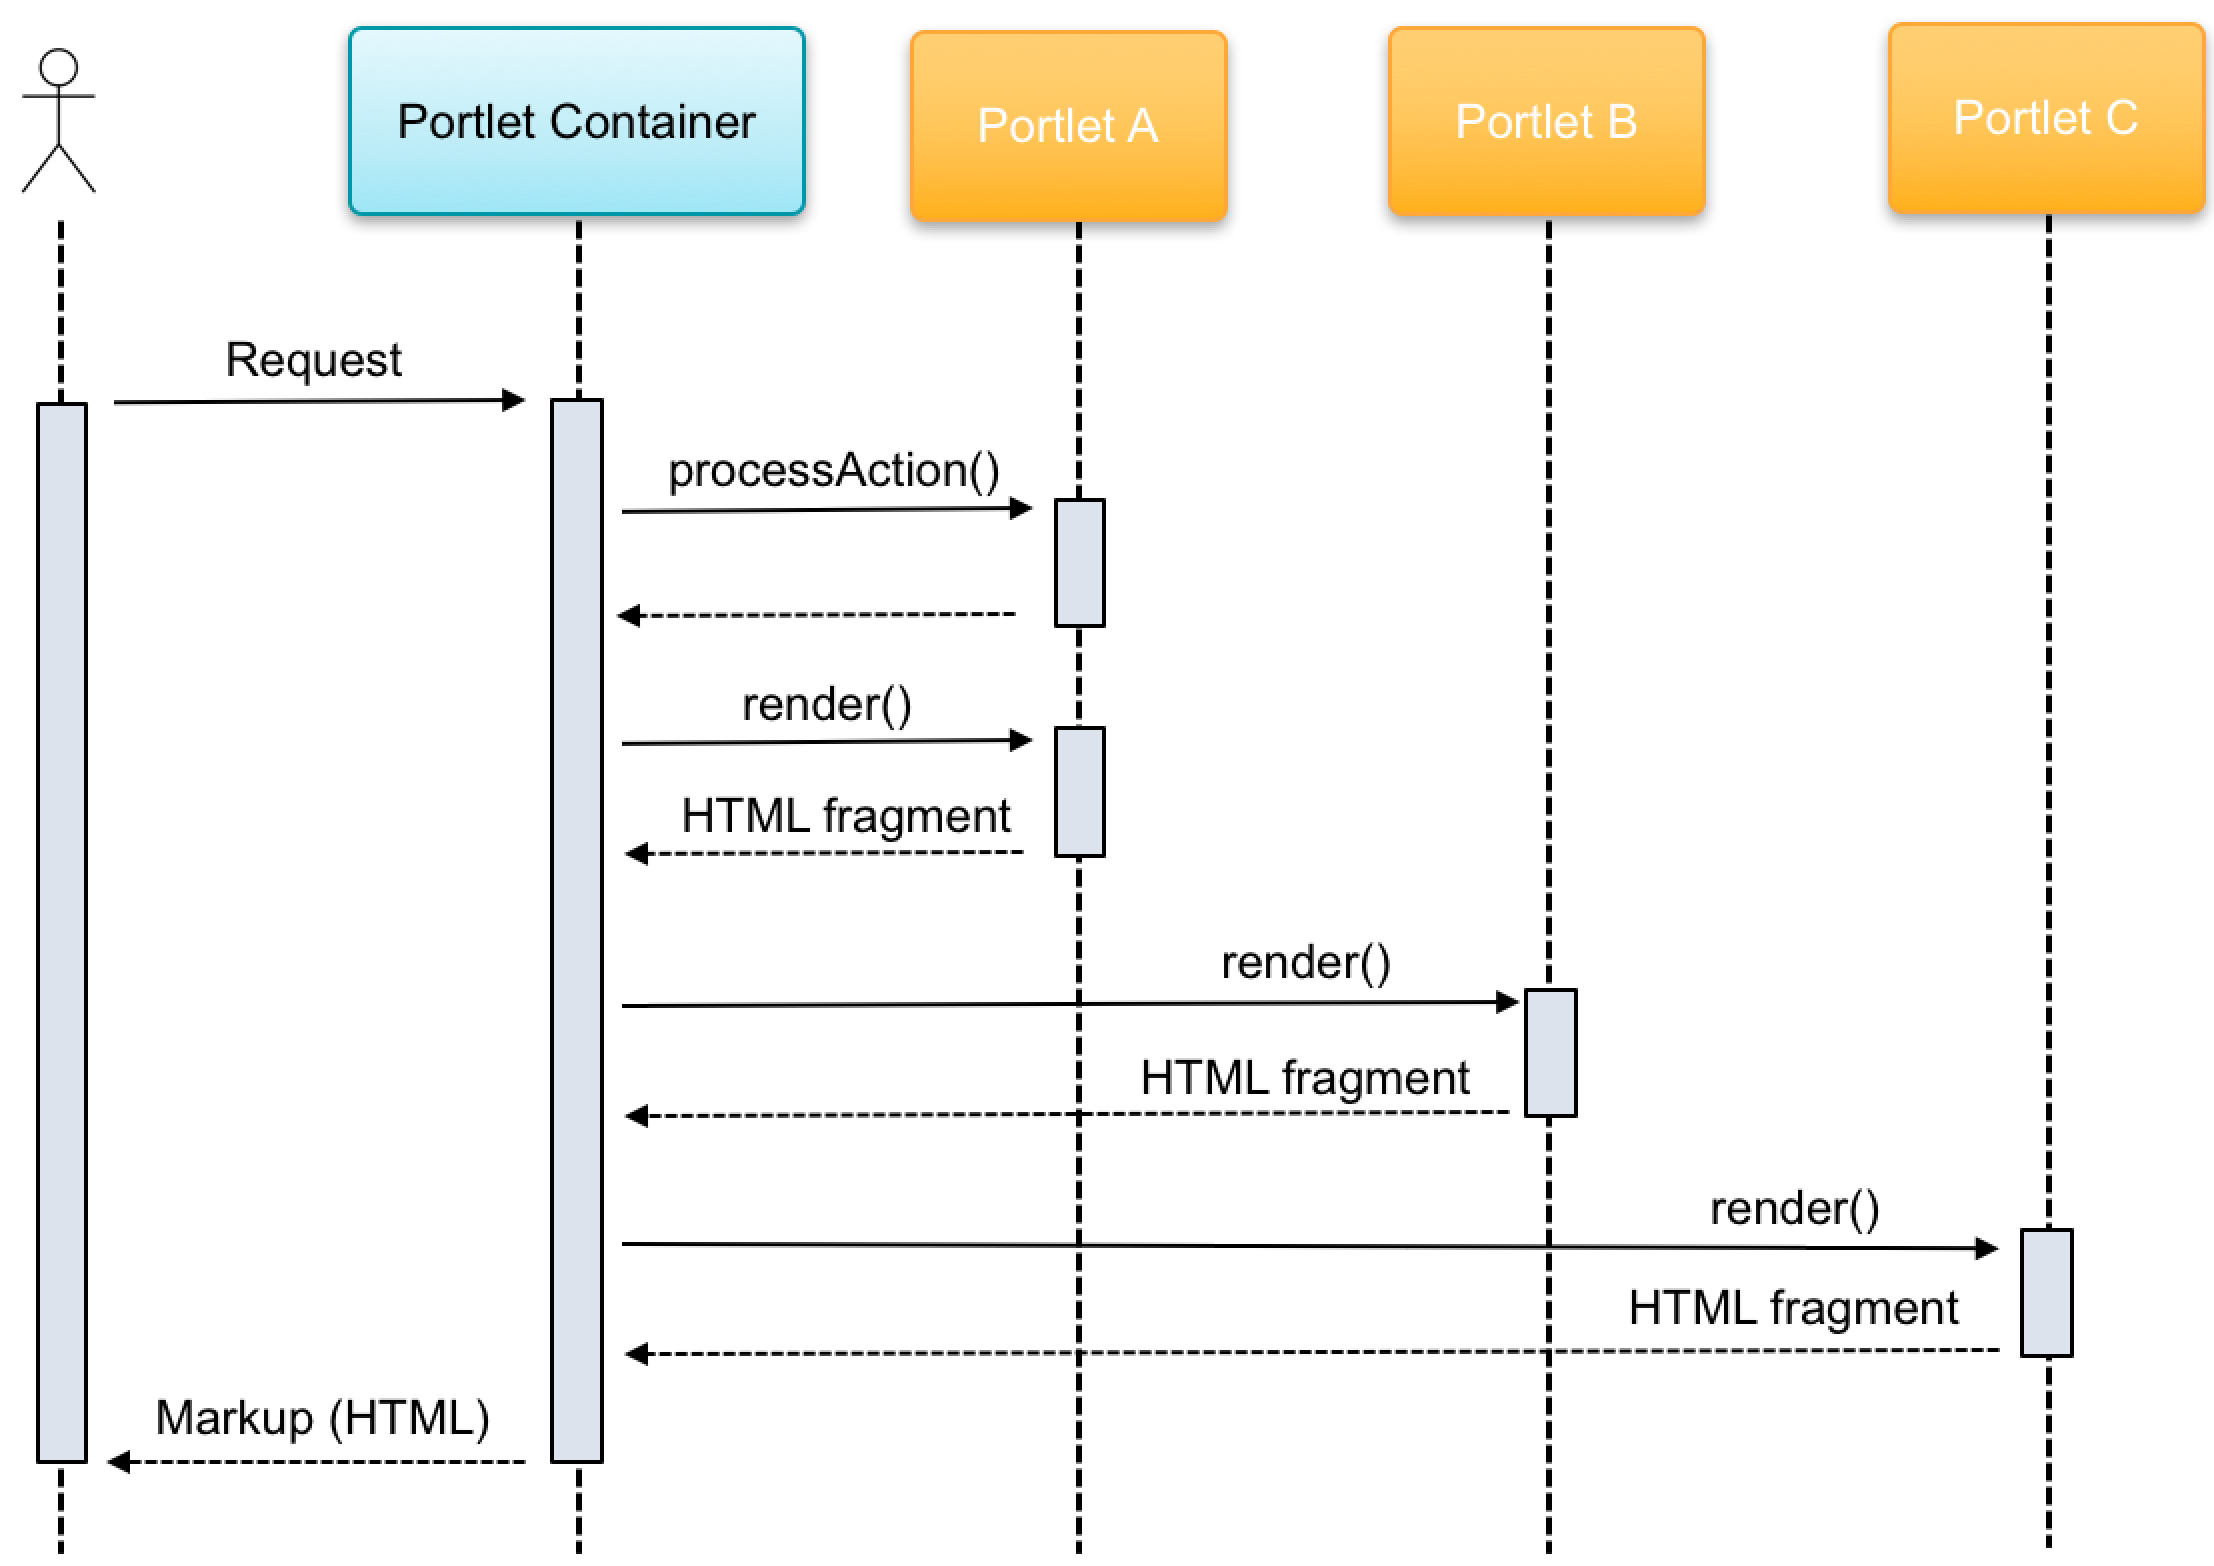 Portlet Container
Portlet A
Portlet B
Portlet C
Request
processAction()
render()
HTML fragment
render()
HTML fragment
render()
HTML fragment
Markup (HTML)